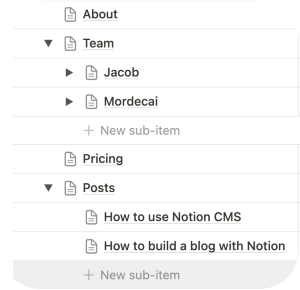 About
Team
Jacob
Mordecai
New sub-item
Pricing
Posts
How to use Notion CMS
How to build a blog with Notion
New sub-item